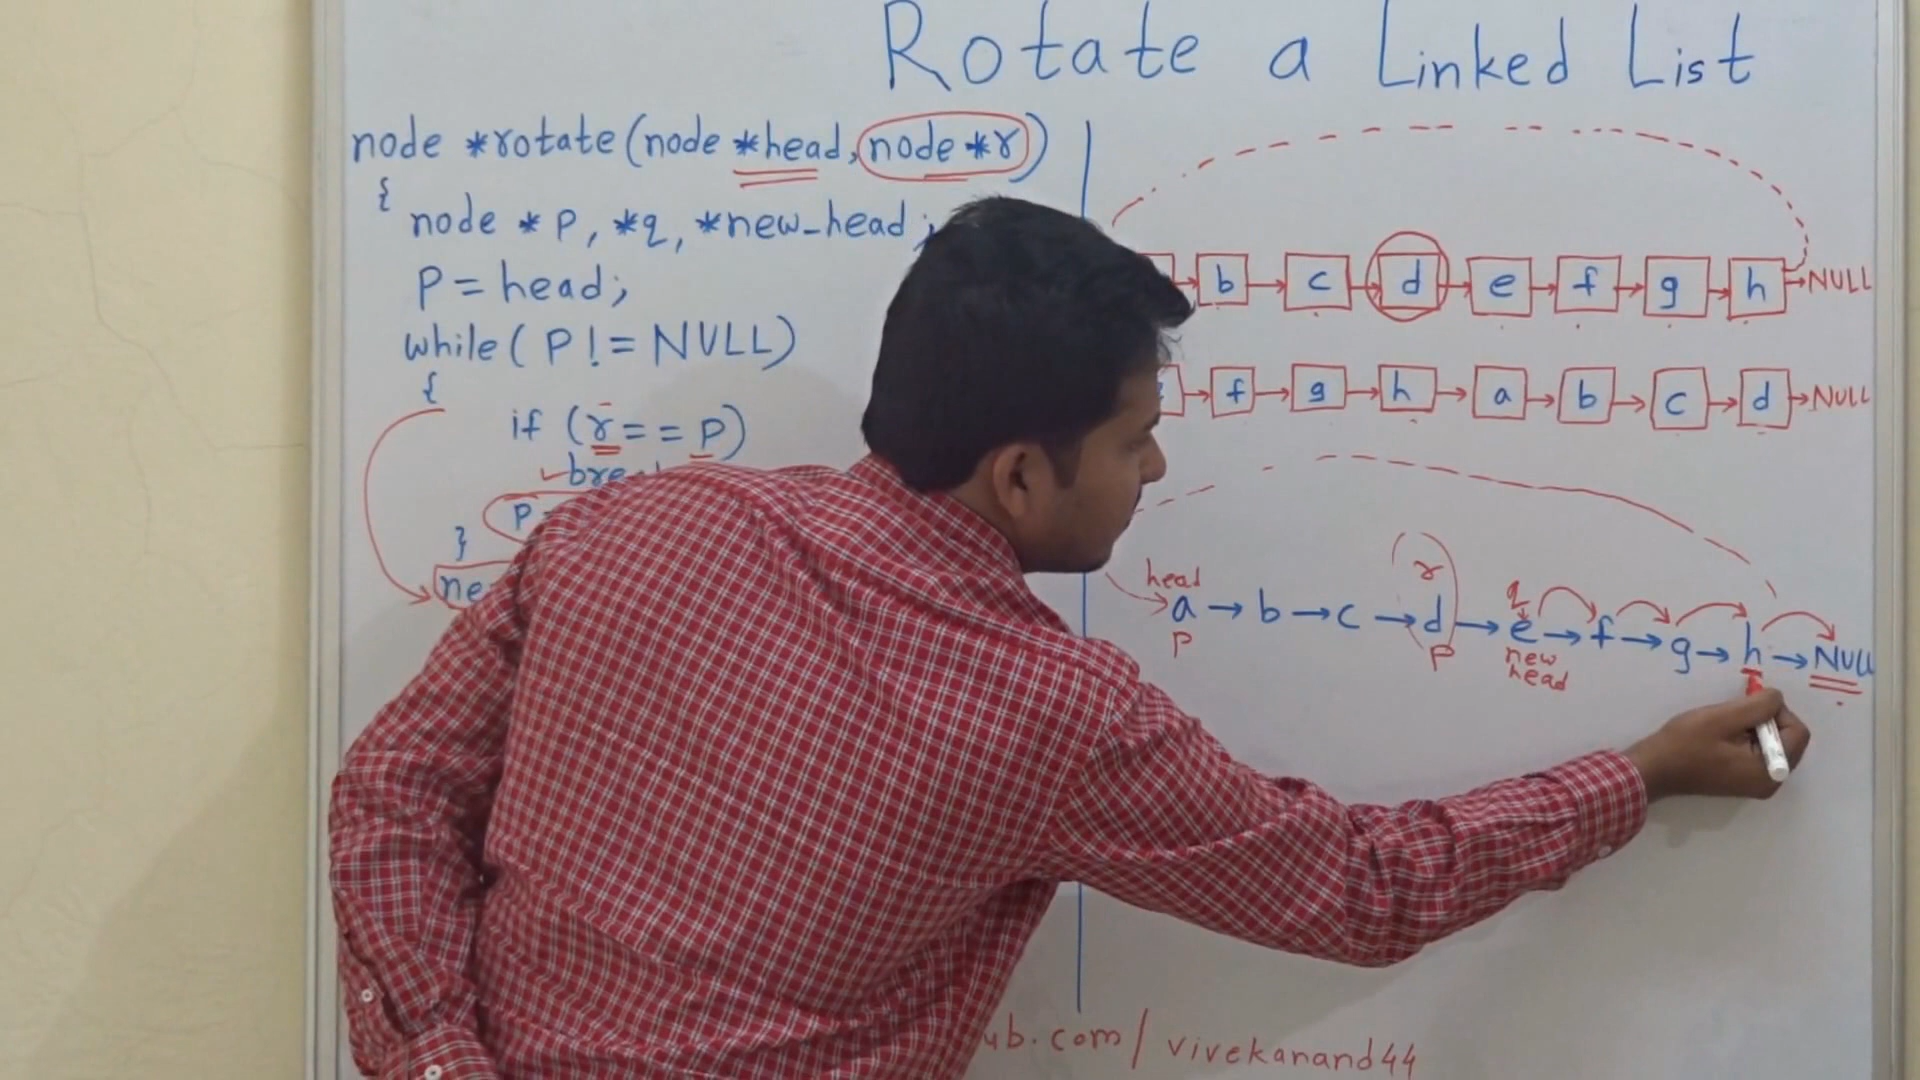 Rotate a Linked List
node *rotate(node *head, node *r)
{
node *p, *q, *new_head;
P = head;
while( P != NULL)
{
if (r == P)
P
}
b → c → d → e → f → g → h → NULL
→ f → g → h → a → b → c → d → NULL
head
r
q
a → b → c → d → e → f → g → h → NULL
P
P
new
head
ub.com/vivekanand44